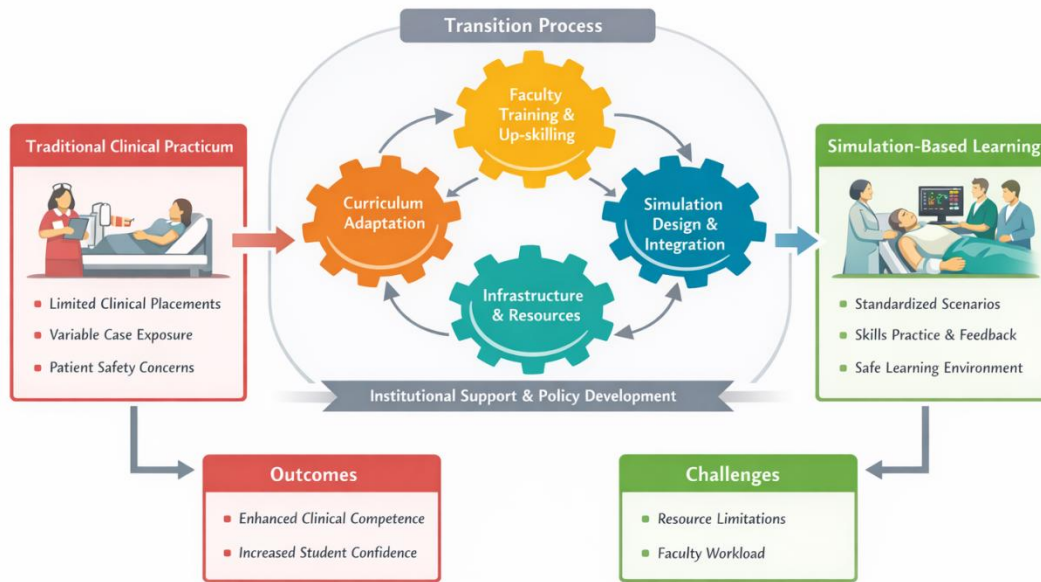 Transition Process
Traditional Clinical Practicum
Limited Clinical Placements
Variable Case Exposure
Patient Safety Concerns
Faculty
Training &
Up-skilling
Curriculum
Adaptation
Simulation
Design &
Integration
Infrastructure
& Resources
Institutional Support & Policy Development
Simulation-Based Learning
Standardized Scenarios
Skills Practice & Feedback
Safe Learning Environment
Outcomes
Enhanced Clinical Competence
Increased Student Confidence
Challenges
Resource Limitations
Faculty Workload